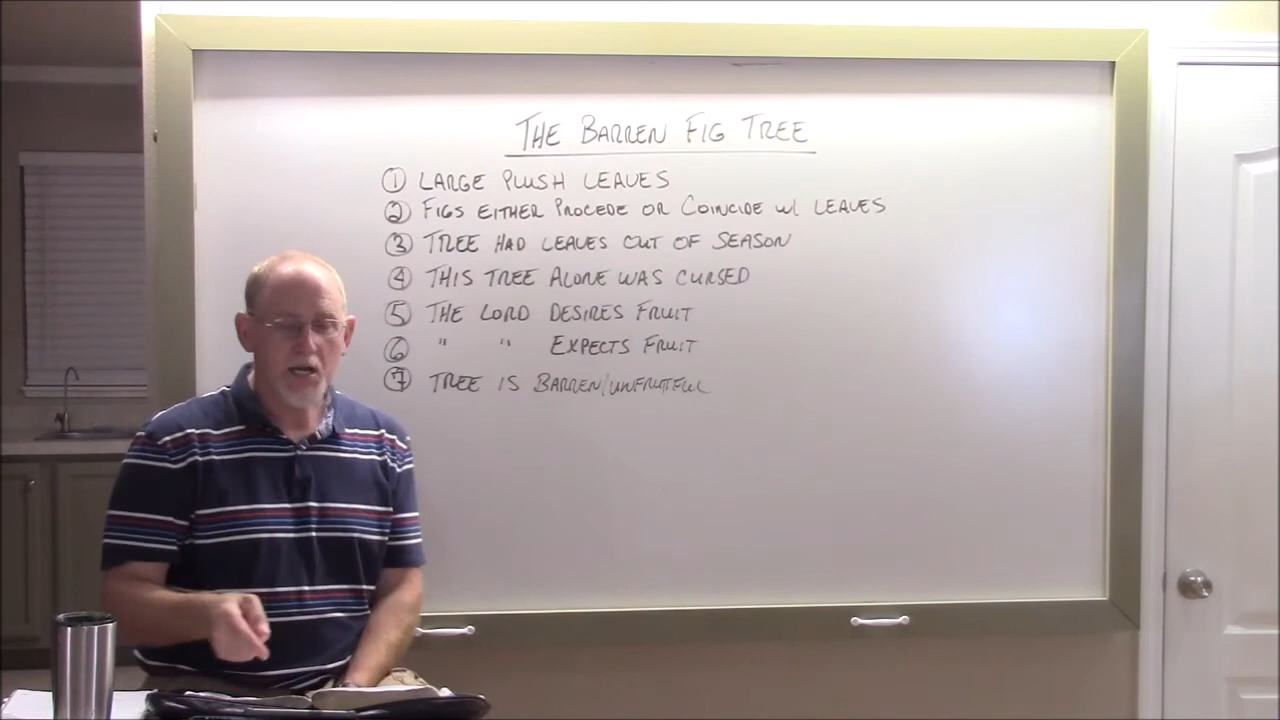 THE BARREN FIG TREE
① LARGE PLUSH LEAVES
② FIGS EITHER PROCEDE OR COINCIDE W/ LEAVES
③ TREE HAD LEAVES OUT OF SEASON
④ THIS TREE ALONE WAS CURSED
⑤ THE LORD DESIRES FRUIT
⑥ " " EXPECTS FRUIT
⑦ TREE IS BARREN/UNFRUTFUL